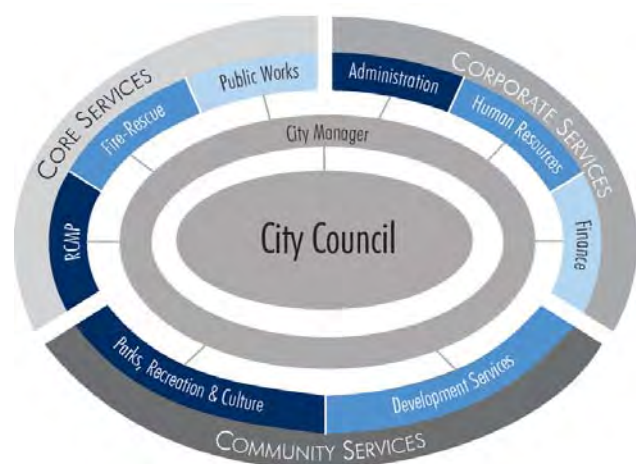 CORE SERVICES
CORPORATE SERVICES
Public Works
Administration
Fire-Rescue
Human Resources
City Manager
RCMP
City Council
Finance
Parks, Recreation & Culture
Development Services
COMMUNITY SERVICES